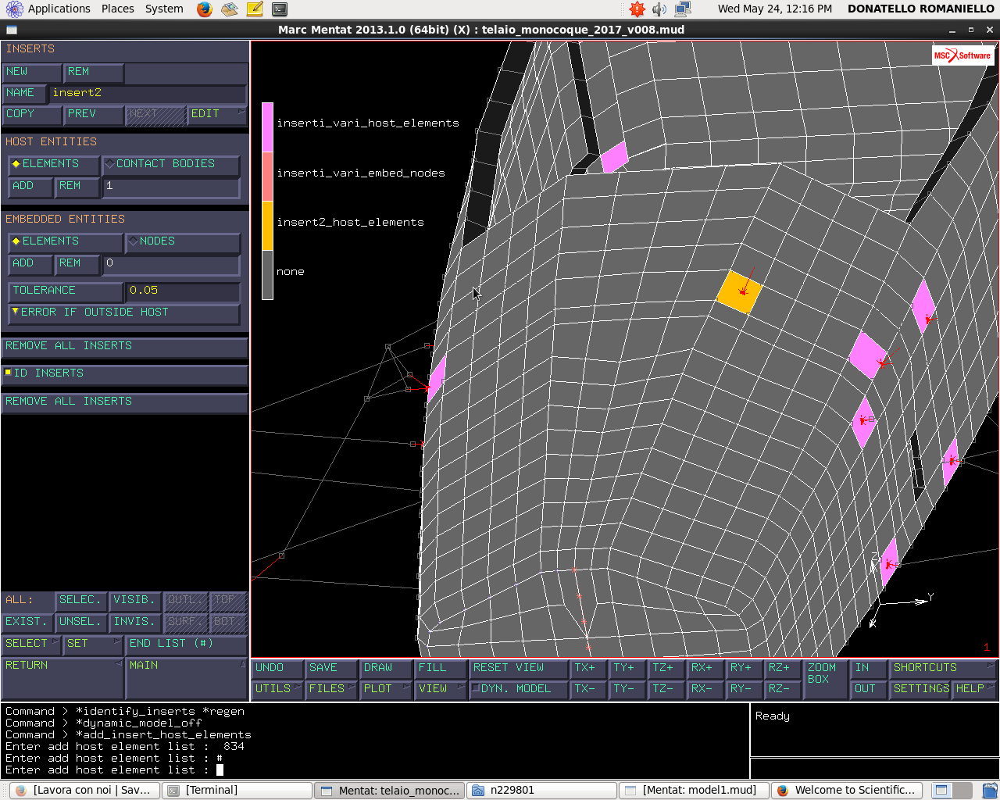 Applications Places System Wed May 24, 12:16 PM DONATELLO ROMANIELLO
Marc Mentat 2013.1.0 (64bit) (X) : telaio_monocoque_2017_v008.mud
INSERTS
NEW REM
NAME insert2
COPY PREV NEXT EDIT
HOST ENTITIES
ELEMENTS CONTACT BODIES
ADD REM 1
EMBEDDED ENTITIES
ELEMENTS NODES
ADD REM 0
TOLERANCE 0.05
ERROR IF OUTSIDE HOST
REMOVE ALL INSERTS
ID INSERTS
REMOVE ALL INSERTS
MSC Software
inserti_vari_host_elements
inserti_vari_embed_nodes
insert2_host_elements
none
Z
Y
X
1
ALL: SELEC. VISIB. OUTL. TOP
EXIST. UNSEL. INVIS. SURF. BOT
SELECT SET END LIST (#)
RETURN MAIN
UNDO SAVE DRAW FILL RESET VIEW TX+ TY+ TZ+ RX+ RY+ RZ+ ZOOM BOX IN SHORTCUTS
UTILS FILES PLOT VIEW DYN. MODEL TX- TY- TZ- RX- RY- RZ- OUT SETTINGS HELP
Command > *identify_inserts *regen
Command > *dynamic_model_off
Command > *add_insert_host_elements
Enter add host element list : 834
Enter add host element list : #
Enter add host element list :
Ready
[Lavora con noi | Sav... [Terminal] Mentat: telaio_monoc... n229801 [Mentat: model1.mud] Welcome to Scientific...